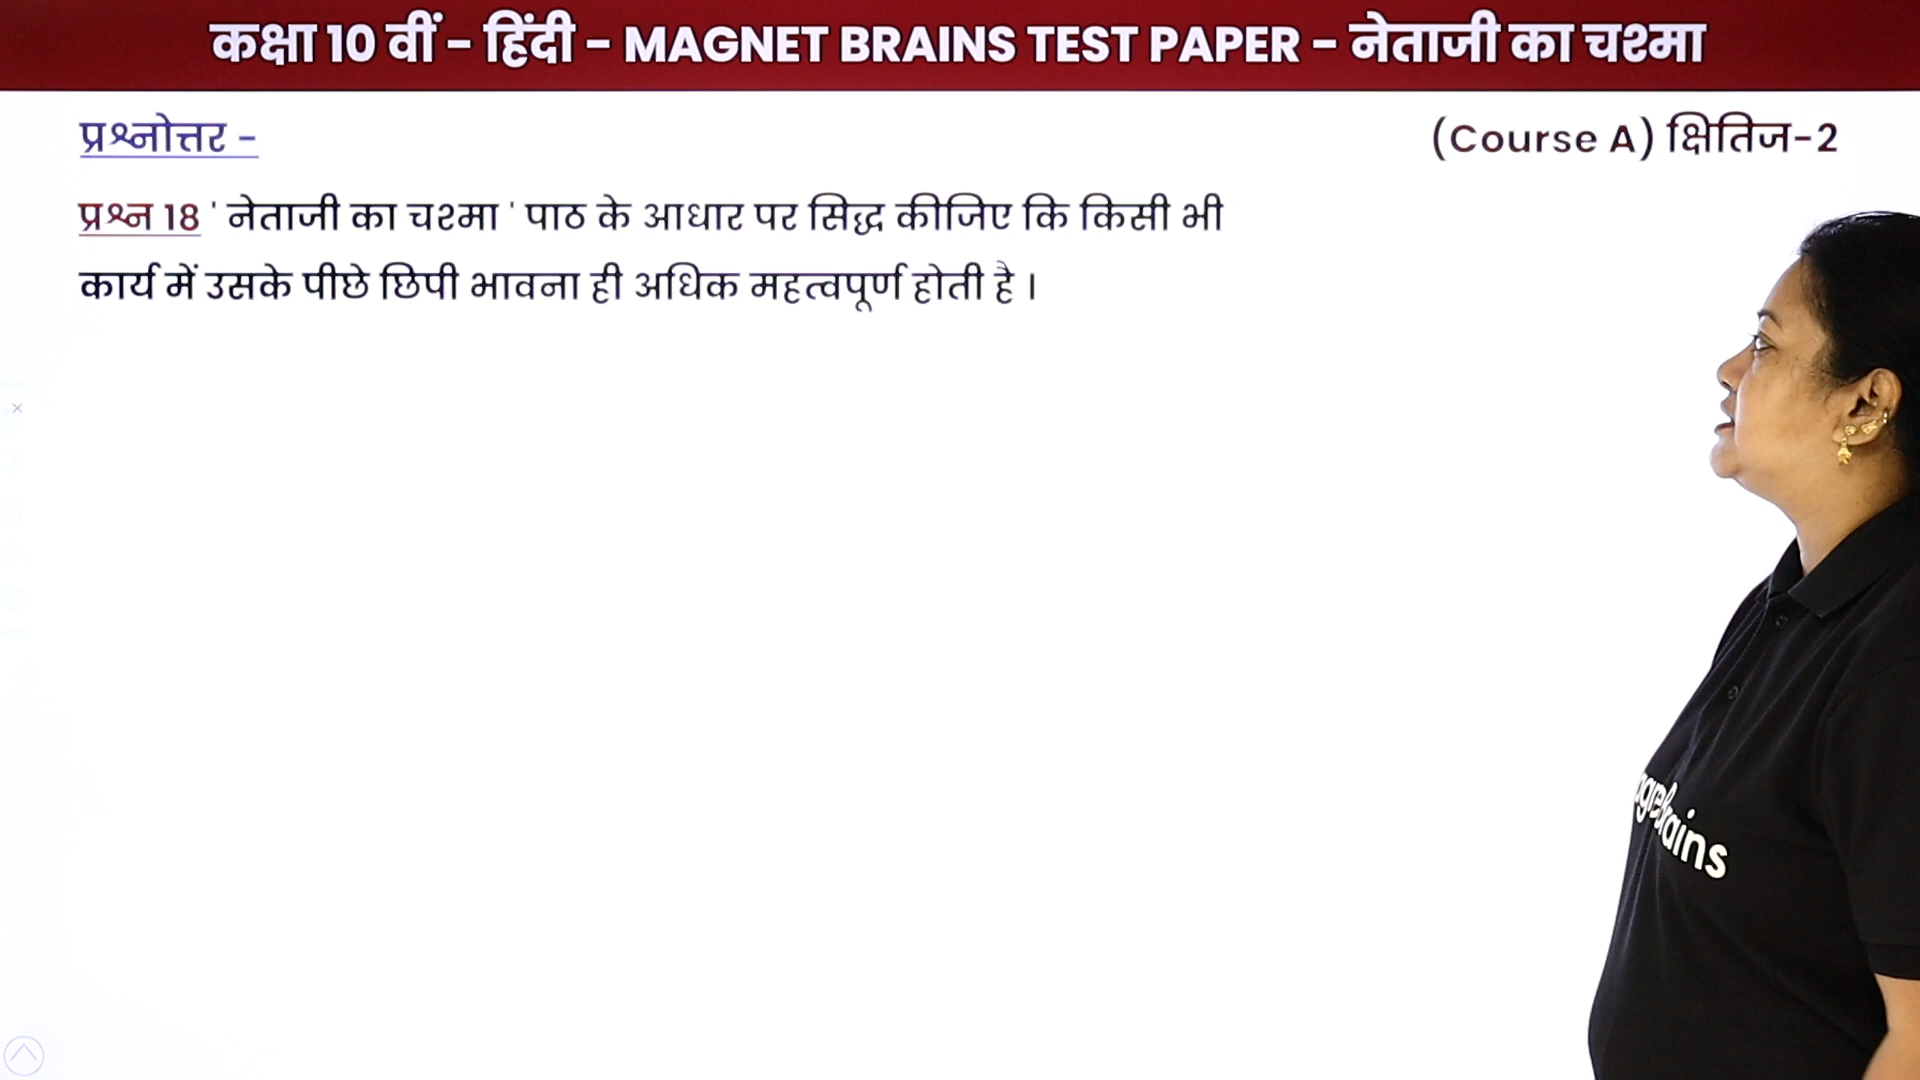 कक्षा 10 वीं - हिंदी - MAGNET BRAINS TEST PAPER - नेताजी का चश्मा
प्रश्नोत्तर -
(Course A) क्षितिज-2
प्रश्न 18 ' नेताजी का चश्मा ' पाठ के आधार पर सिद्ध कीजिए कि किसी भी
कार्य में उसके पीछे छिपी भावना ही अधिक महत्वपूर्ण होती है ।